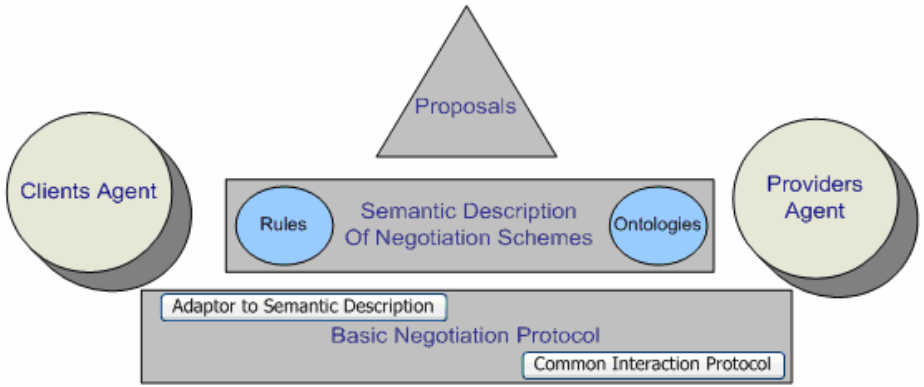 Proposals
Clients Agent
Providers
Agent
Rules
Semantic Description
Of Negotiation Schemes
Ontologies
Adaptor to Semantic Description
Basic Negotiation Protocol
Common Interaction Protocol